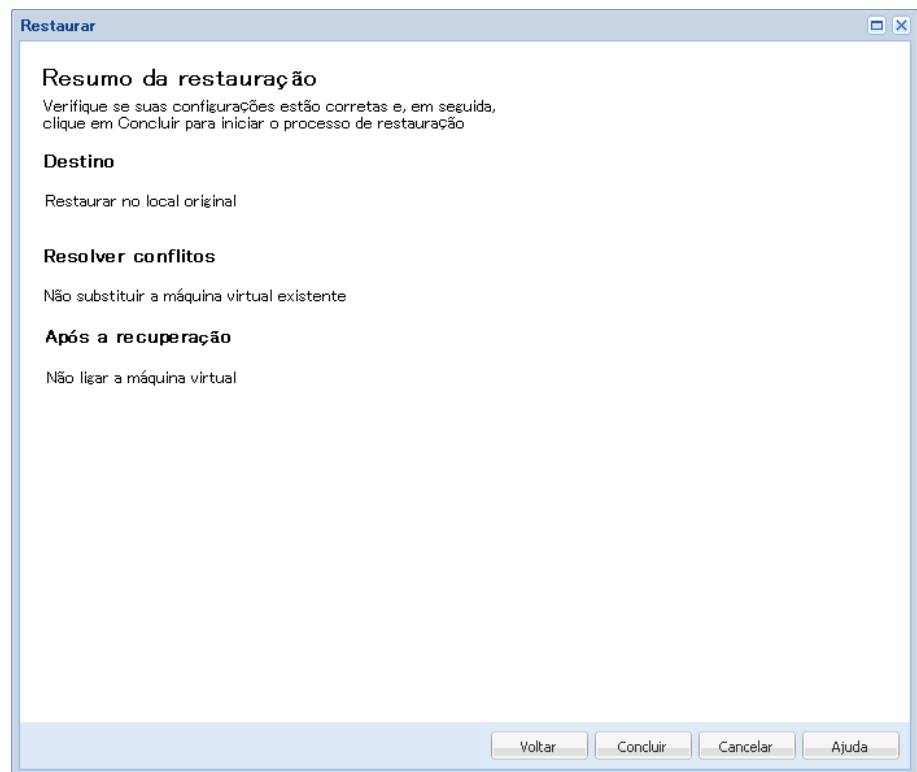 Restaurar
Resumo da restauração
Verifique se suas configurações estão corretas e, em seguida,
clique em Concluir para iniciar o processo de restauração
Destino
Restaurar no local original
Resolver conflitos
Não substituir a máquina virtual existente
Após a recuperação
Não ligar a máquina virtual
Voltar
Concluir
Cancelar
Ajuda